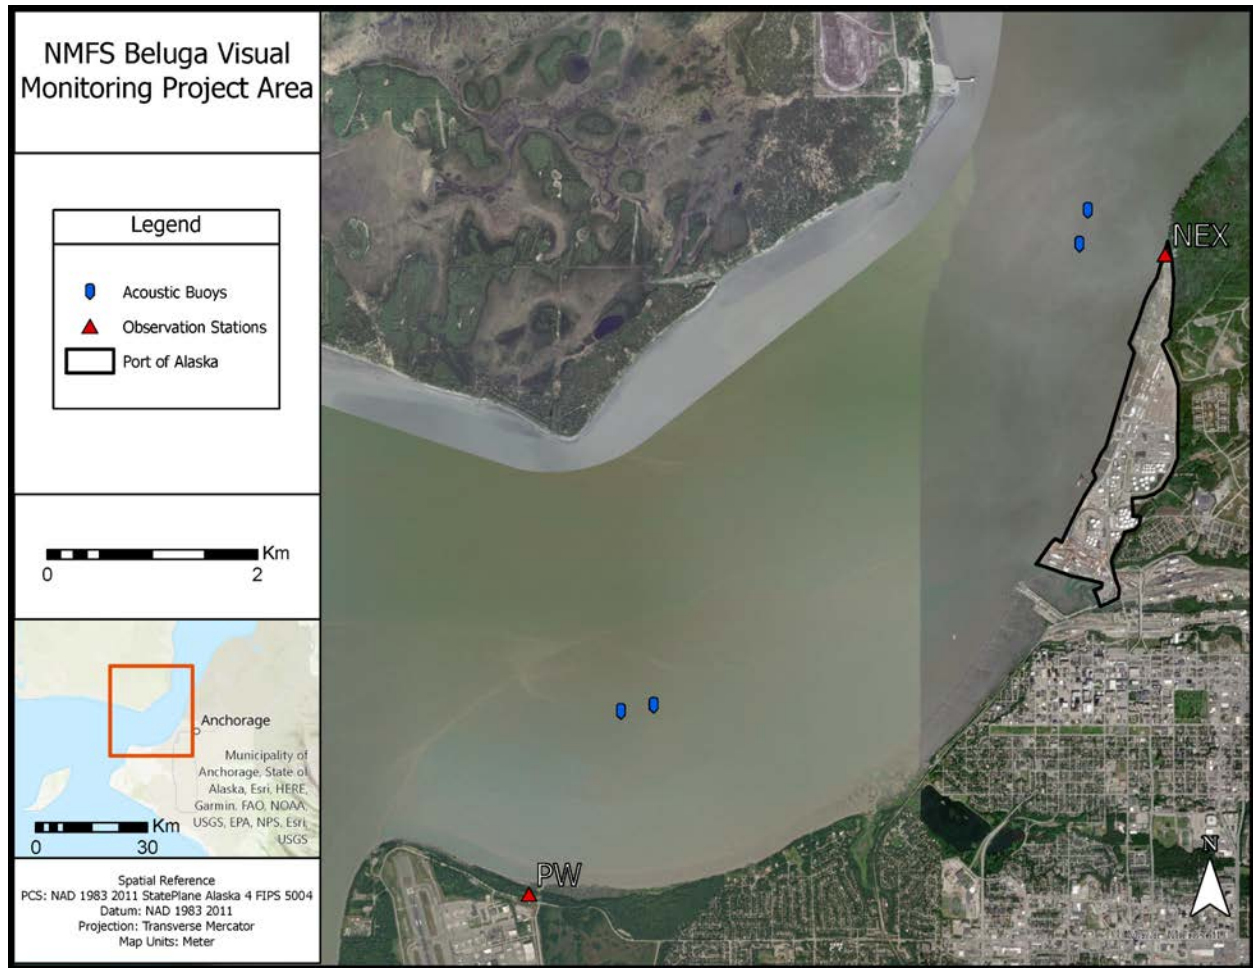 NMFS Beluga Visual
Monitoring Project Area
Legend
Acoustic Buoys
Observation Stations
Port of Alaska
Km
0
2
Anchorage
Municipality of
Anchorage, State of
Alaska, Esri, HERE,
Garmin, FAO, NOAA,
USGS, EPA, NPS, Esri,
USGS
Km
0
30
Spatial Reference
PCS: NAD 1983 2011 StatePlane Alaska 4 FIPS 5004
Datum: NAD 1983 2011
Projection: Transverse Mercator
Map Units: Meter
NEX
PW
N